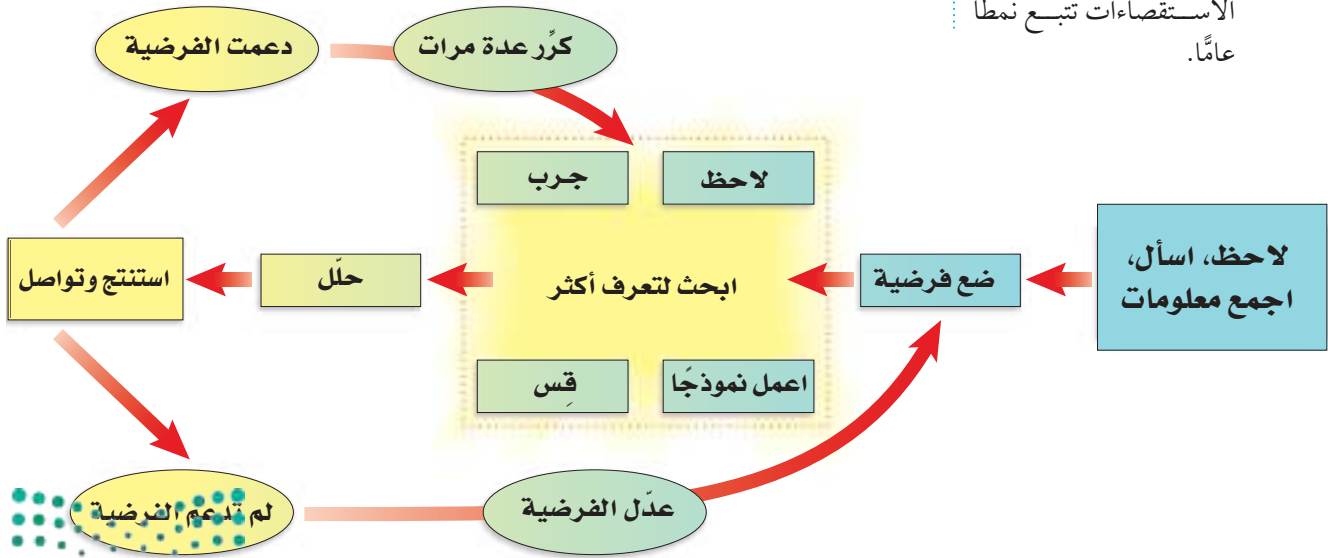 الاستقصاءات تتبع نمطًا
عامًّا.
دعمت الفرضية
كرِّر عدة مرات
لاحظ
جرب
لاحظ، اسأل،
اجمع معلومات
ضع فرضية
ابحث لتعرف أكثر
حلّل
استنتج وتواصل
اعمل نموذجًا
قِس
عدّل الفرضية
لم تدعم الفرضية